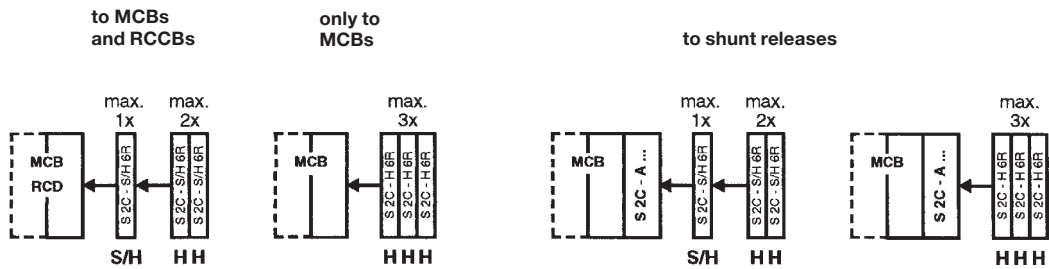 to MCBs
and RCCBs
only to
MCBs
to shunt releases
max.
1x
max.
2x
MCB
RCD
S 2C - S/H 6R
S 2C - S/H 6R
S 2C - S/H 6R
S/H
H H
max.
3x
MCB
S 2C - H 6R
S 2C - H 6R
S 2C - H 6R
H H H
max.
1x
max.
2x
MCB
S 2C - A ...
S 2C - S/H 6R
S 2C - S/H 6R
S 2C - S/H 6R
S/H
H H
max.
3x
MCB
S 2C - A ...
S 2C - H 6R
S 2C - H 6R
S 2C - H 6R
H H H